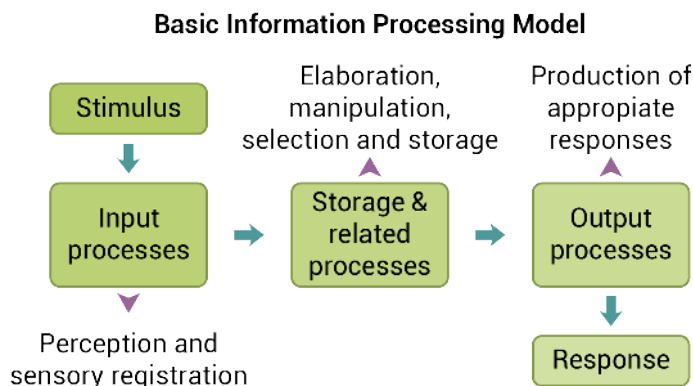 Basic Information Processing Model
Stimulus
Input
processes
Perception and
sensory registration
Elaboration,
manipulation,
selection and storage
Storage &
related
processes
Production of
appropiate
responses
Output
processes
Response